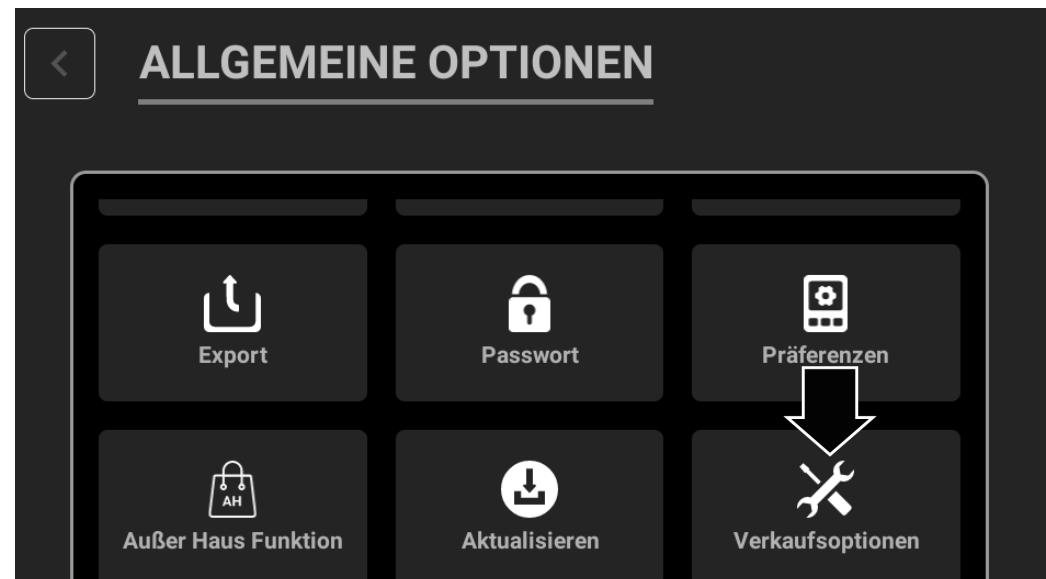 ALLGEMEINE OPTIONEN
Export
Passwort
Präferenzen
AH
Außer Haus Funktion
Aktualisieren
Verkaufsoptionen